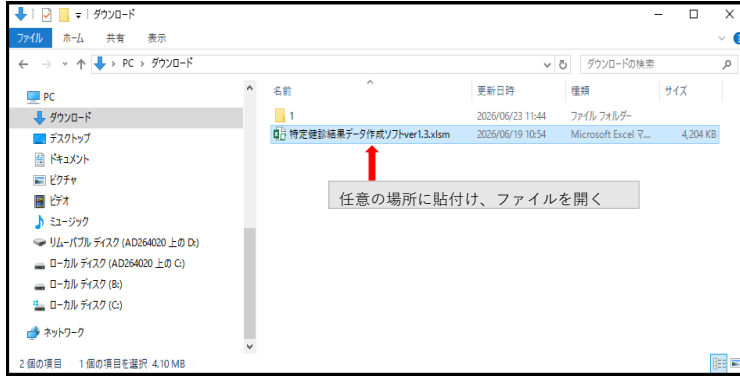 ダウンロード
ファイル ホーム 共有 表示
PC › ダウンロード ダウンロードの検索
名前 更新日時 種類 サイズ
PC
ダウンロード
デスクトップ
ドキュメント
ピクチャ
ビデオ
ミュージック
リムーバブル ディスク (AD264020 上の D:)
ローカル ディスク (AD264020 上の C:)
ローカル ディスク (B:)
ローカル ディスク (C:)
ネットワーク
1 2026/06/23 11:44 ファイル フォルダー
特定健診結果データ作成ソフトver1.3.xlsm 2026/06/19 10:54 Microsoft Excel マ... 4,204 KB
任意の場所に貼付け、ファイルを開く
2 個の項目 1 個の項目を選択 4.10 MB